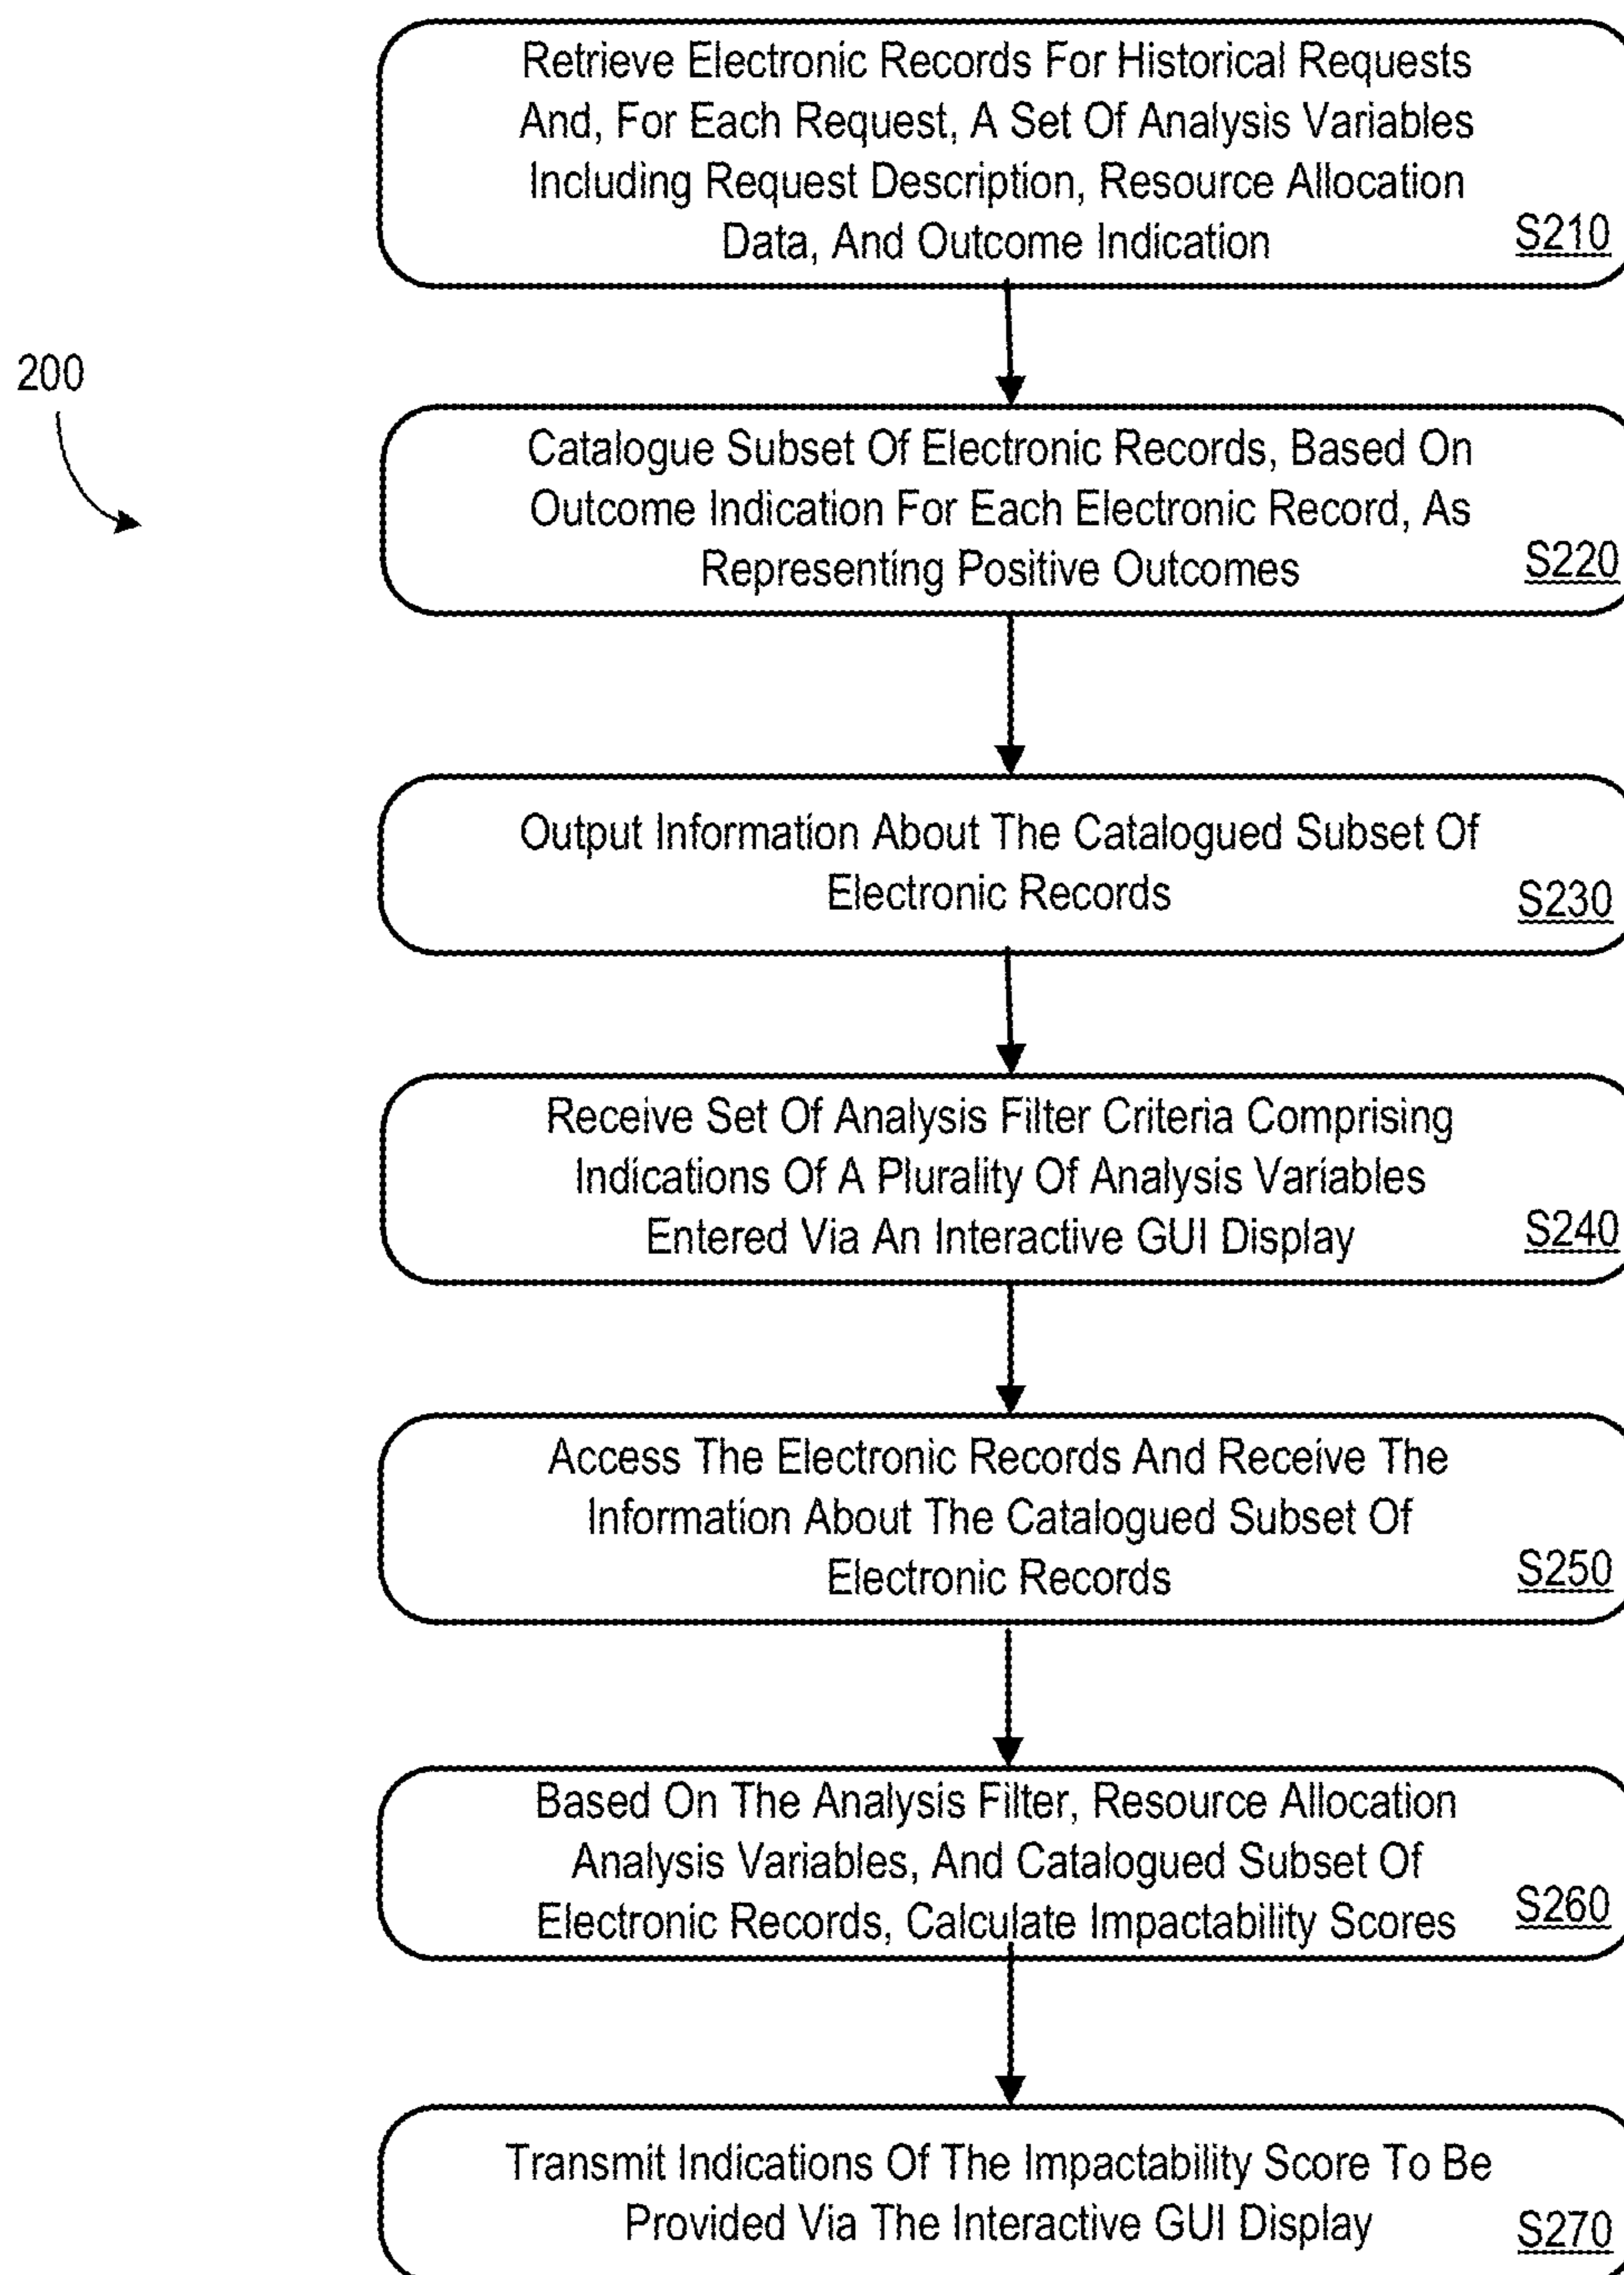 Retrieve Electronic Records For Historical Requests
And, For Each Request, A Set Of Analysis Variables
Including Request Description, Resource Allocation
Data, And Outcome Indication
S210
200
Catalogue Subset Of Electronic Records, Based On
Outcome Indication For Each Electronic Record, As
Representing Positive Outcomes
S220
Output Information About The Catalogued Subset Of
Electronic Records
S230
Receive Set Of Analysis Filter Criteria Comprising
Indications Of A Plurality Of Analysis Variables
Entered Via An Interactive GUI Display
S240
Access The Electronic Records And Receive The
Information About The Catalogued Subset Of
Electronic Records
S250
Based On The Analysis Filter, Resource Allocation
Analysis Variables, And Catalogued Subset Of
Electronic Records, Calculate Impactability Scores
S260
Transmit Indications Of The Impactability Score To Be
Provided Via The Interactive GUI Display
S270